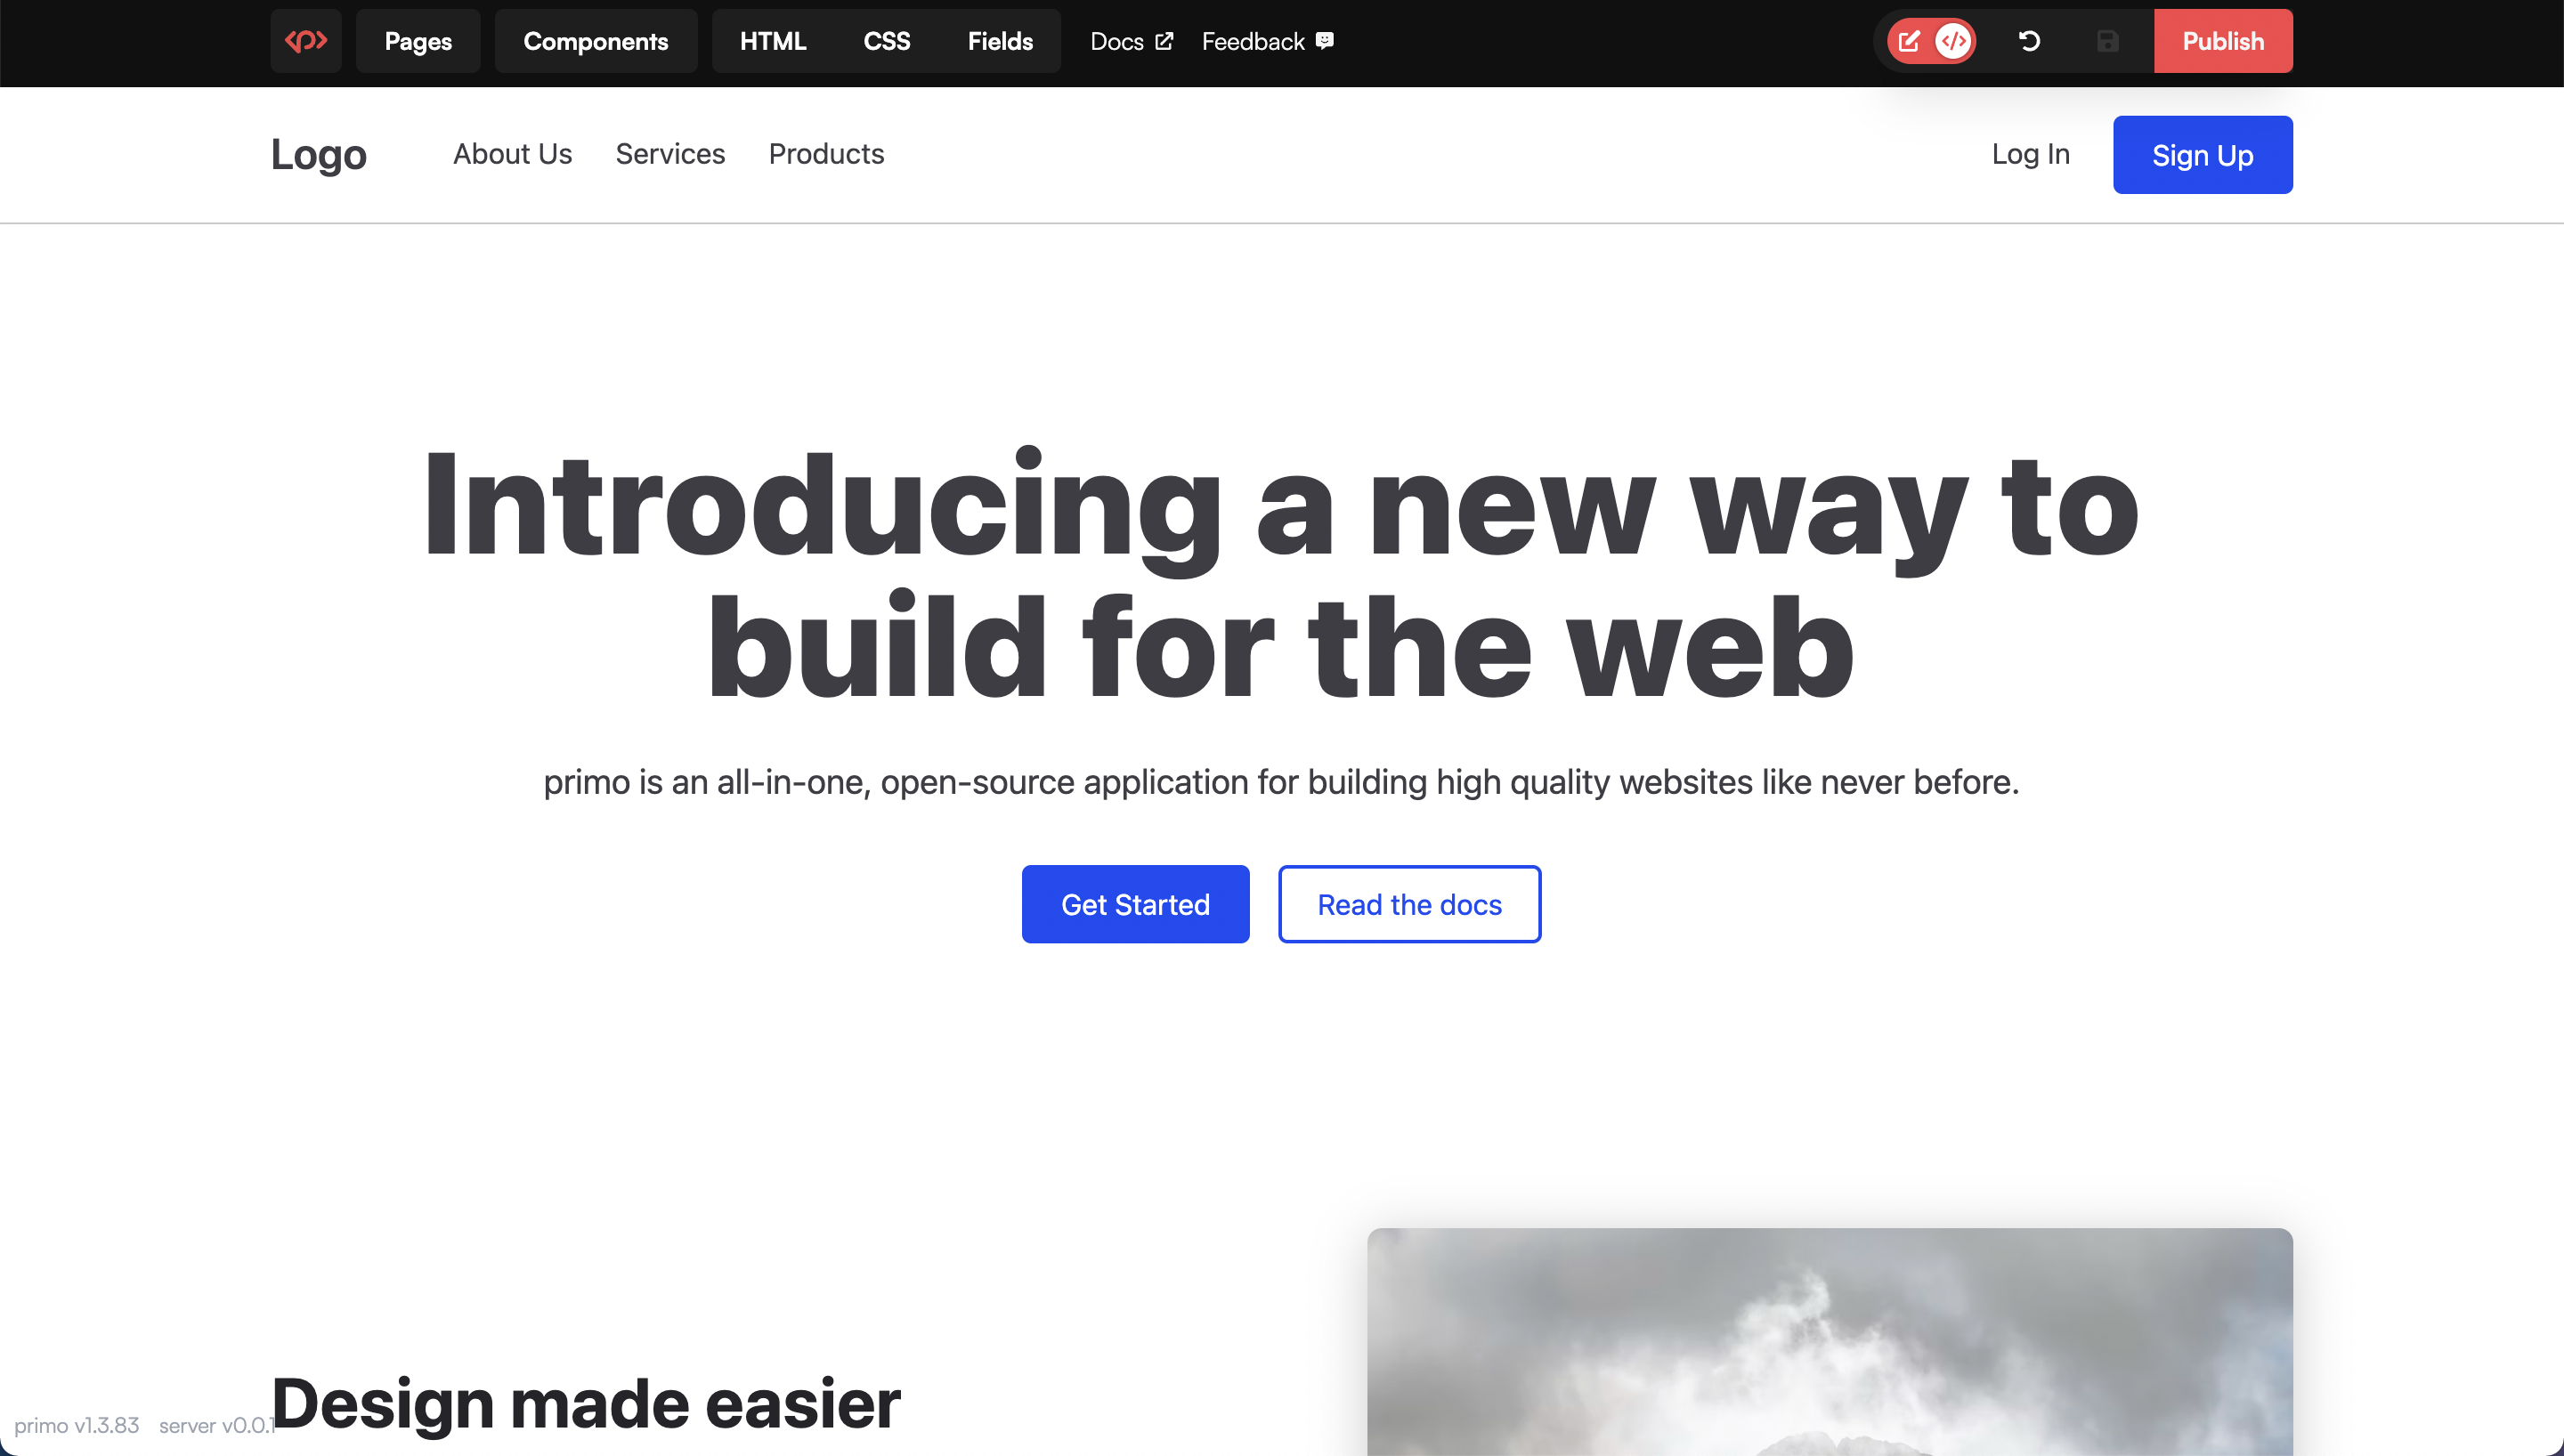 Pages Components HTML CSS Fields Docs Feedback Publish
Logo About Us Services Products Log In Sign Up
Introducing a new way to
build for the web
primo is an all-in-one, open-source application for building high quality websites like never before.
Get Started Read the docs
Design made easier
primo v1.3.83 server v0.0.1